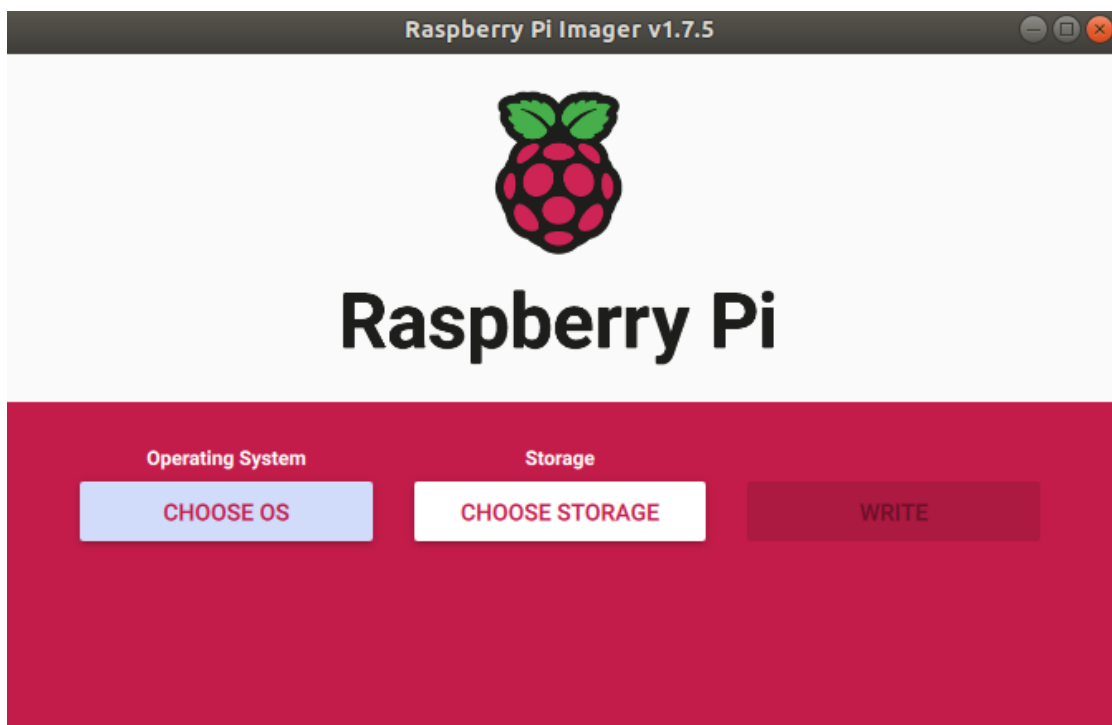 Raspberry Pi Imager v1.7.5
Raspberry Pi
Operating System
Storage
CHOOSE OS
CHOOSE STORAGE
WRITE